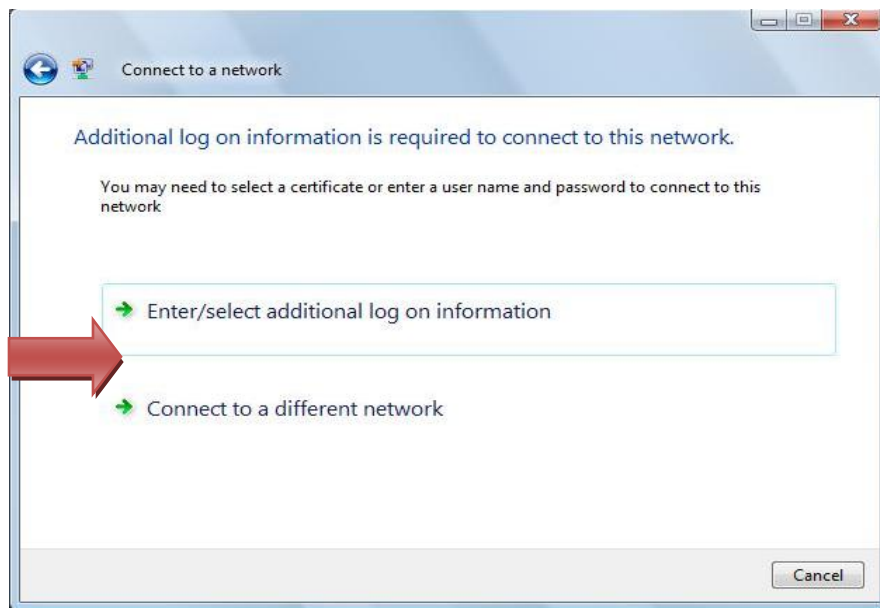 Connect to a network
Additional log on information is required to connect to this network.
You may need to select a certificate or enter a user name and password to connect to this
network
Enter/select additional log on information
Connect to a different network
Cancel